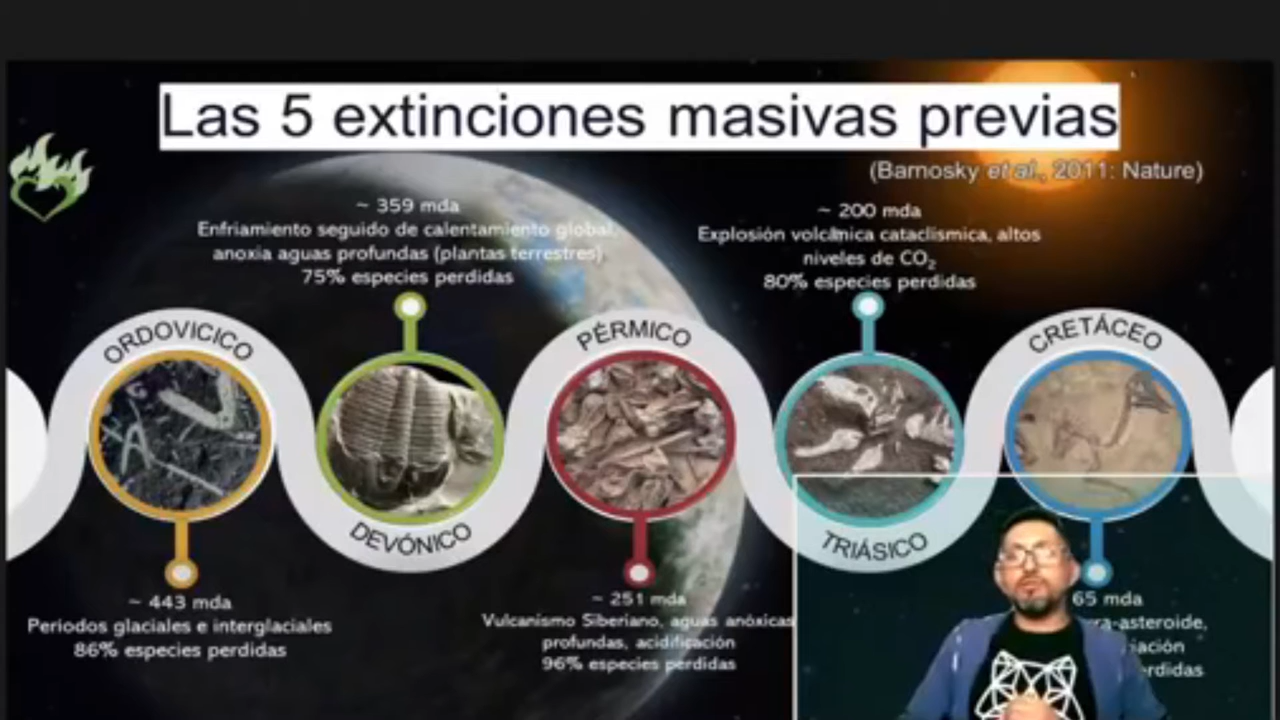 Las 5 extinciones masivas previas
(Barnosky et al., 2011: Nature)
~ 359 mda
Enfriamiento seguido de calentamiento global,
anoxia aguas profundas (plantas terrestres)
75% especies perdidas
~ 200 mda
Explosión volcánica cataclismica, altos
niveles de CO₂
80% especies perdidas
ORDOVICICO
DEVÓNICO
PÉRMICO
TRIÁSICO
CRETÁCEO
~ 443 mda
Periodos glaciales e interglaciales
86% especies perdidas
~ 251 mda
Vulcanismo Siberiano, aguas anóxicas
profundas, acidificación
96% especies perdidas
65 mda
-asteroide,